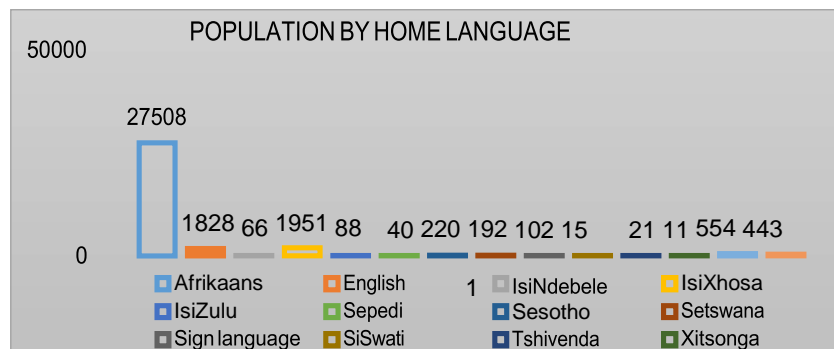 POPULATION BY HOME LANGUAGE
50000
27508
1828 66 1951 88 40 220 192 102 15 21 11 554 443
0
Afrikaans English 1 IsiNdebele IsiXhosa
IsiZulu Sepedi Sesotho Setswana
Sign language SiSwati Tshivenda Xitsonga